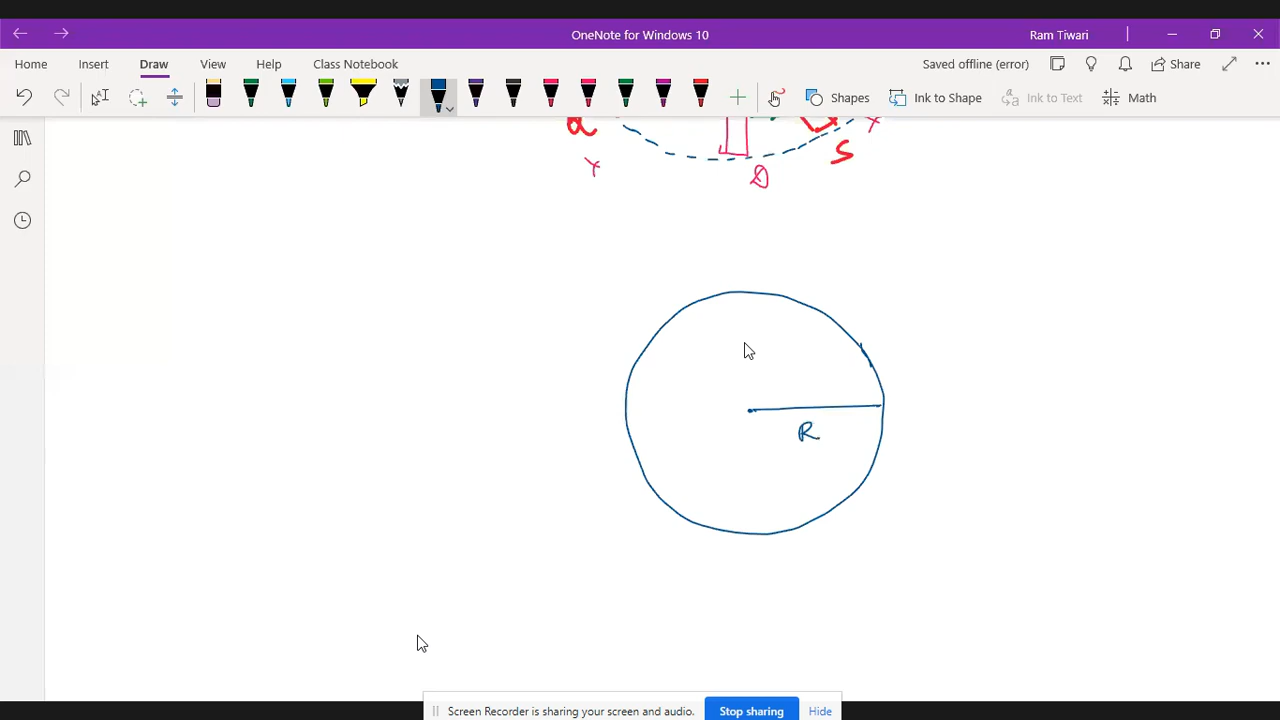 OneNote for Windows 10
Ram Tiwari
Home Insert Draw View Help Class Notebook
Saved offline (error)
Share
Shapes
Ink to Shape
Ink to Text
Math
S
Y
D
R
Screen Recorder is sharing your screen and audio.
Stop sharing
Hide